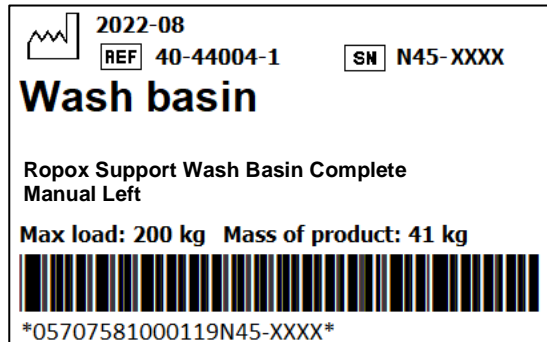 2022-08
REF 40-44004-1 SN N45-XXXX
Wash basin
Ropox Support Wash Basin Complete
Manual Left
Max load: 200 kg Mass of product: 41 kg
*05707581000119N45-XXXX*